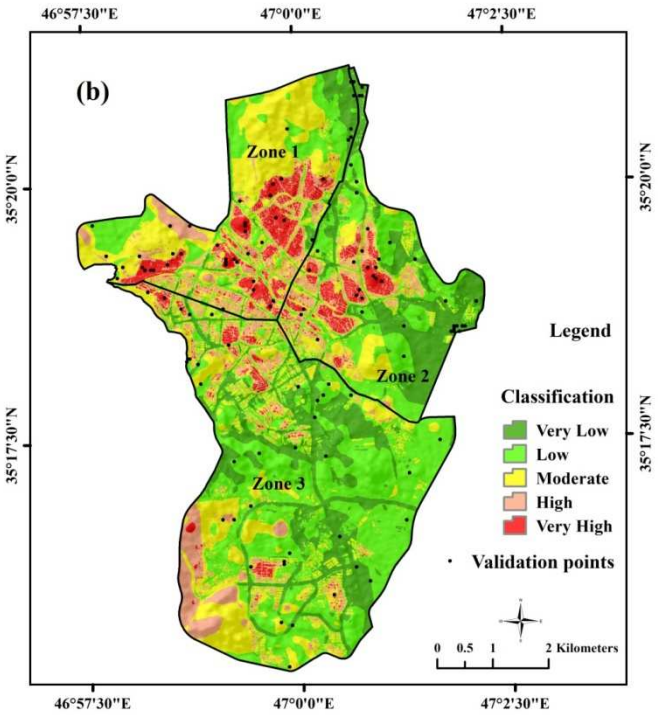 46°57'30"E 47°0'0"E 47°2'30"E
(b)
Zone 1
35°20'0"N 35°20'0"N
Legend
Zone 2
Classification
Very Low
Low
Moderate
High
Very High
35°17'30"N 35°17'30"N
Zone 3
Validation points
0 0.5 1 2 Kilometers
46°57'30"E 47°0'0"E 47°2'30"E